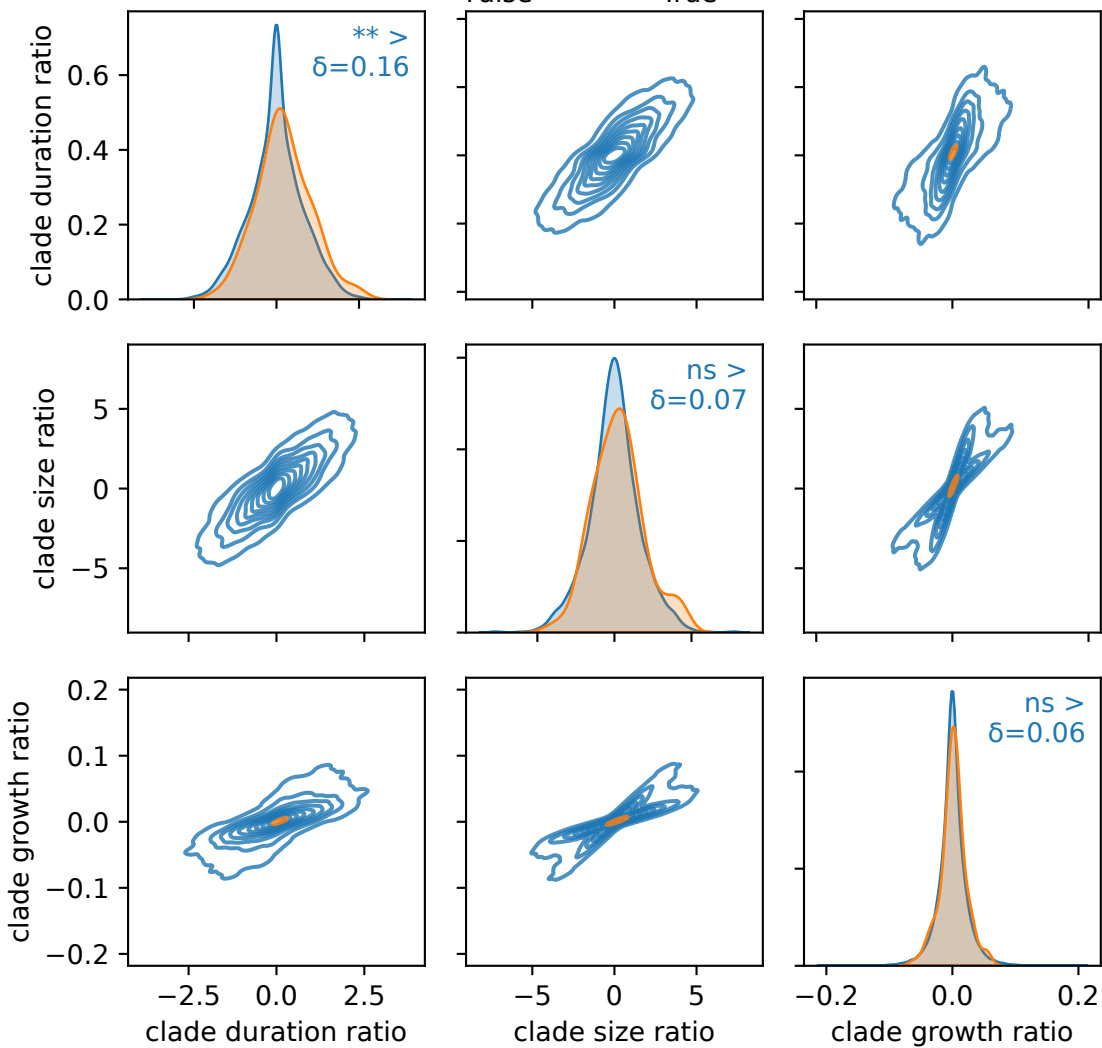 False True
clade duration ratio
0.6
0.4
0.2
0.0
** >
δ=0.16
clade size ratio
5
0
−5
ns >
δ=0.07
clade growth ratio
0.2
0.1
0.0
−0.1
−0.2
ns >
δ=0.06
−2.5 0.0 2.5
−5 0 5
−0.2 0.0 0.2
clade duration ratio
clade size ratio
clade growth ratio